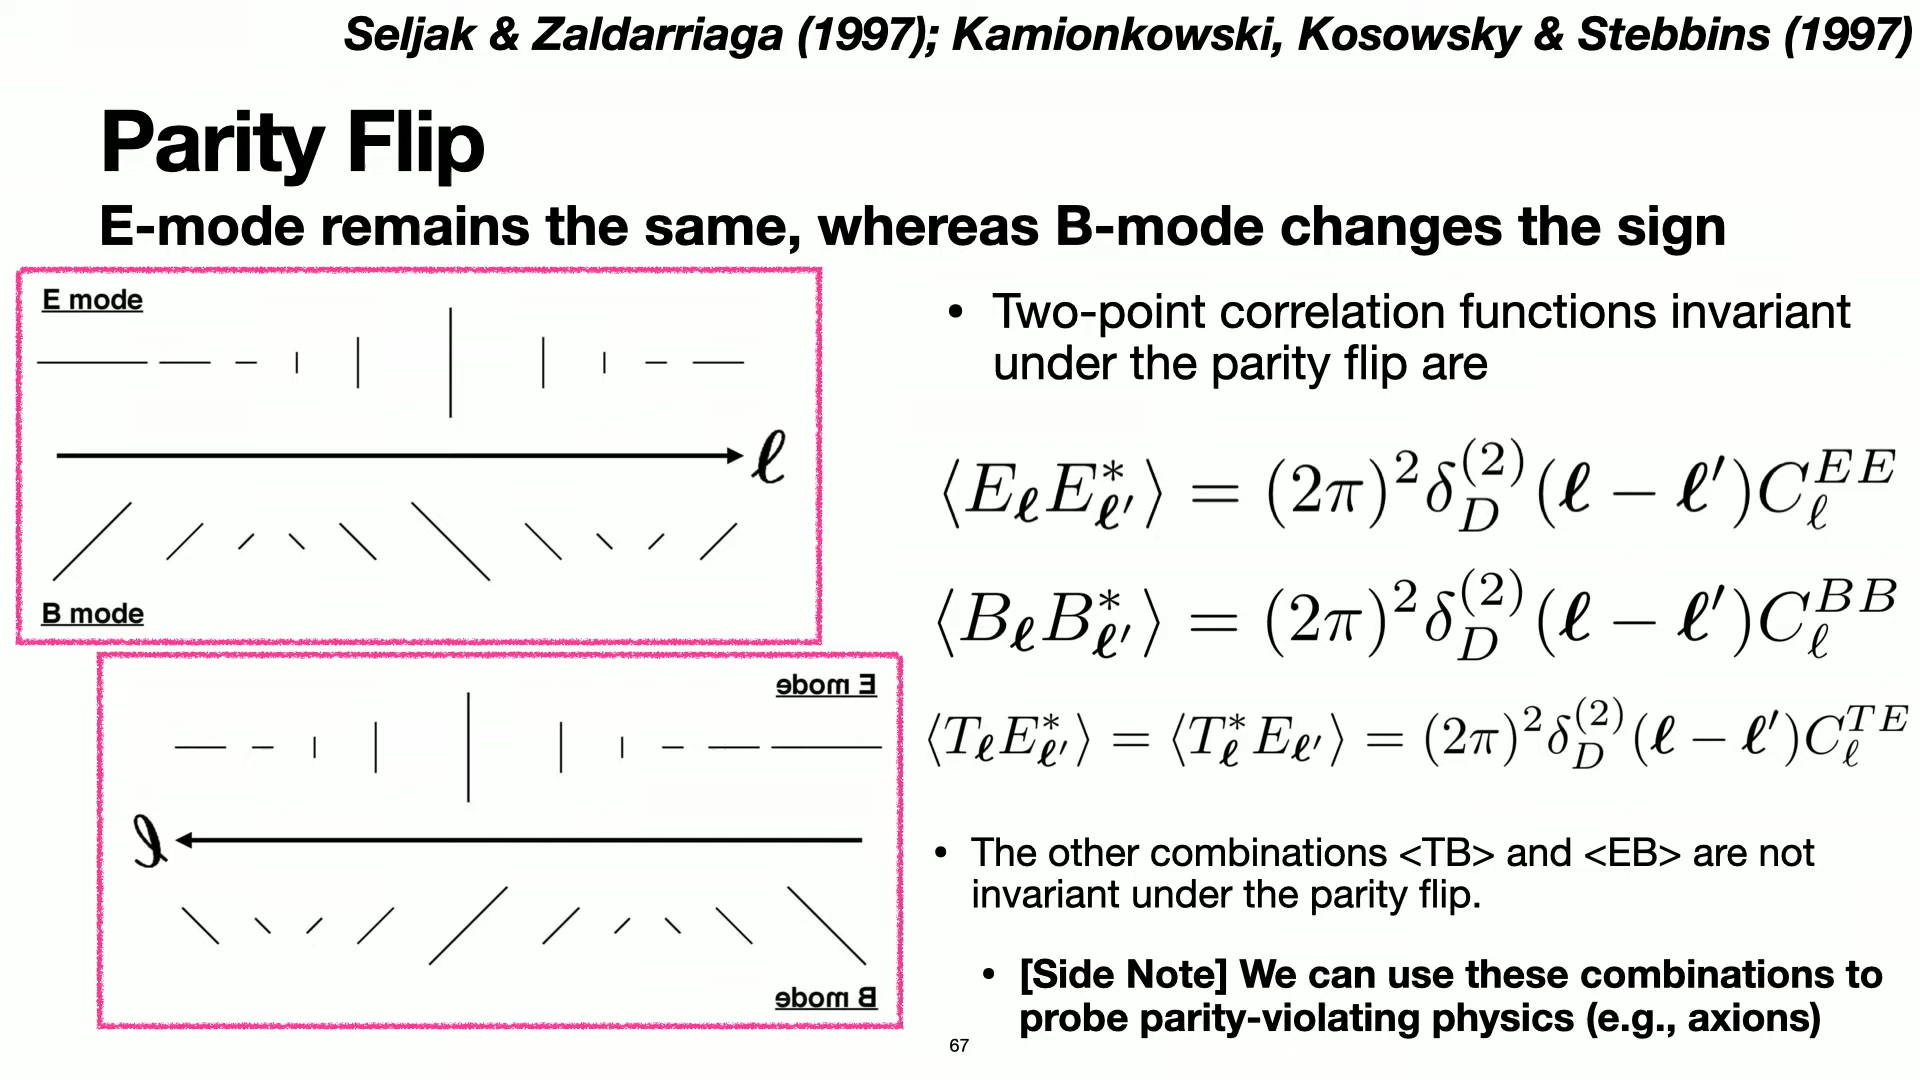 Seljak & Zaldarriaga (1997); Kamionkowski, Kosowsky & Stebbins (1997)
Parity Flip
E-mode remains the same, whereas B-mode changes the sign
E mode
ℓ
B mode
E mode
ℓ
B mode
• Two-point correlation functions invariant
under the parity flip are
⟨E_ℓ E*_ℓ′⟩ = (2π)² δ_D^(2)(ℓ − ℓ′) C_ℓ^EE
⟨B_ℓ B*_ℓ′⟩ = (2π)² δ_D^(2)(ℓ − ℓ′) C_ℓ^BB
⟨T_ℓ E*_ℓ′⟩ = ⟨T*_ℓ E_ℓ′⟩ = (2π)² δ_D^(2)(ℓ − ℓ′) C_ℓ^TE
• The other combinations <TB> and <EB> are not
invariant under the parity flip.
• [Side Note] We can use these combinations to
probe parity-violating physics (e.g., axions)
67